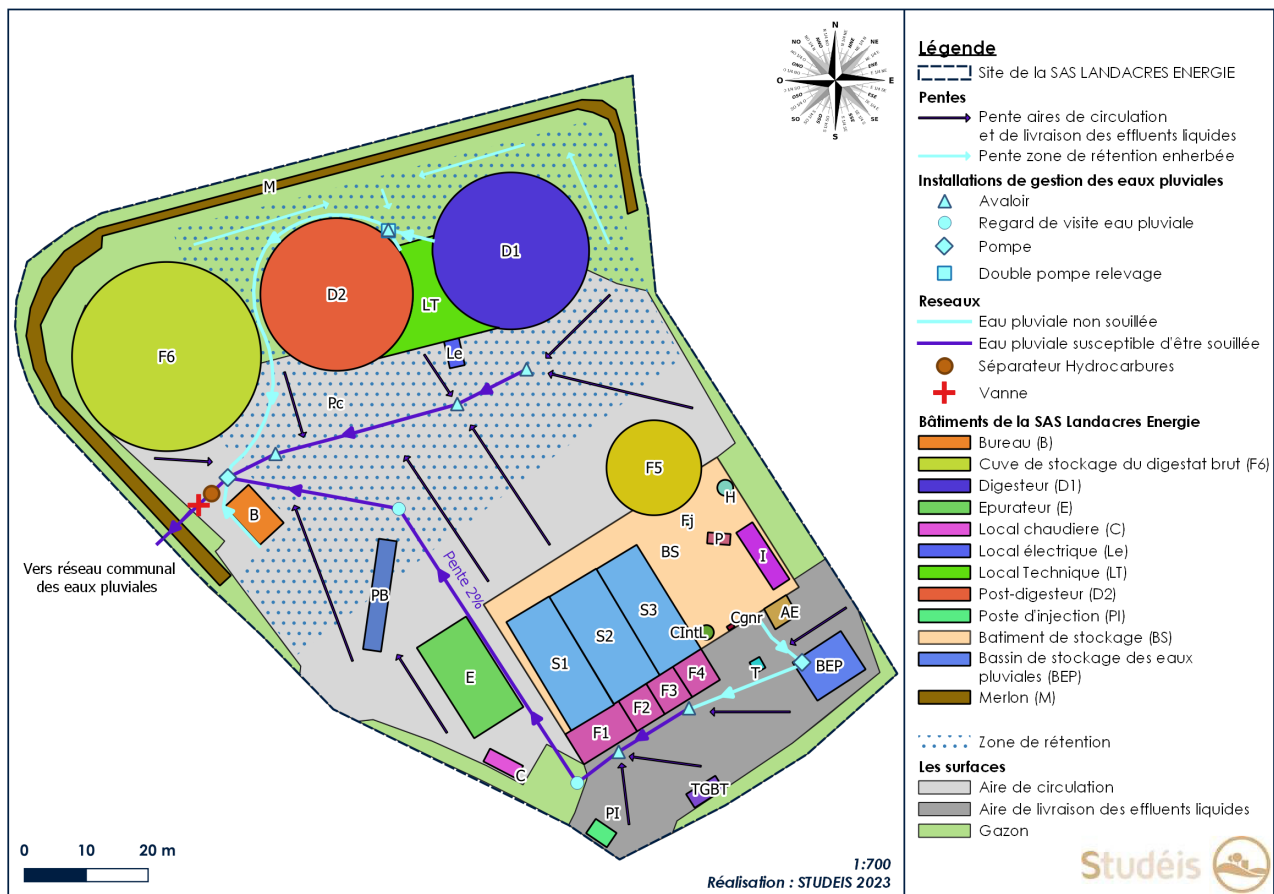 N
NO
NE
O
E
SO
SE
S
M
D1
D2
LT
F6
Le
Pc
F5
H
Fj
P
BS
I
B
Vers réseau communal
des eaux pluviales
PB
Pente 2%
S3
S2
S1
CIntL
Cgnr
AE
BEP
T
E
F4
F3
F2
F1
C
TGBT
PI
0 10 20 m
1:700
Réalisation : STUDEIS 2023
Légende
Site de la SAS LANDACRES ENERGIE
Pentes
Pente aires de circulation
et de livraison des effluents liquides
Pente zone de rétention enherbée
Installations de gestion des eaux pluviales
Avaloir
Regard de visite eau pluviale
Pompe
Double pompe relevage
Reseaux
Eau pluviale non souillée
Eau pluviale susceptible d'être souillée
Séparateur Hydrocarbures
Vanne
Bâtiments de la SAS Landacres Energie
Bureau (B)
Cuve de stockage du digestat brut (F6)
Digesteur (D1)
Epurateur (E)
Local chaudiere (C)
Local électrique (Le)
Local Technique (LT)
Post-digesteur (D2)
Poste d'injection (PI)
Batiment de stockage (BS)
Bassin de stockage des eaux
pluviales (BEP)
Merlon (M)
Zone de rétention
Les surfaces
Aire de circulation
Aire de livraison des effluents liquides
Gazon
Studéis